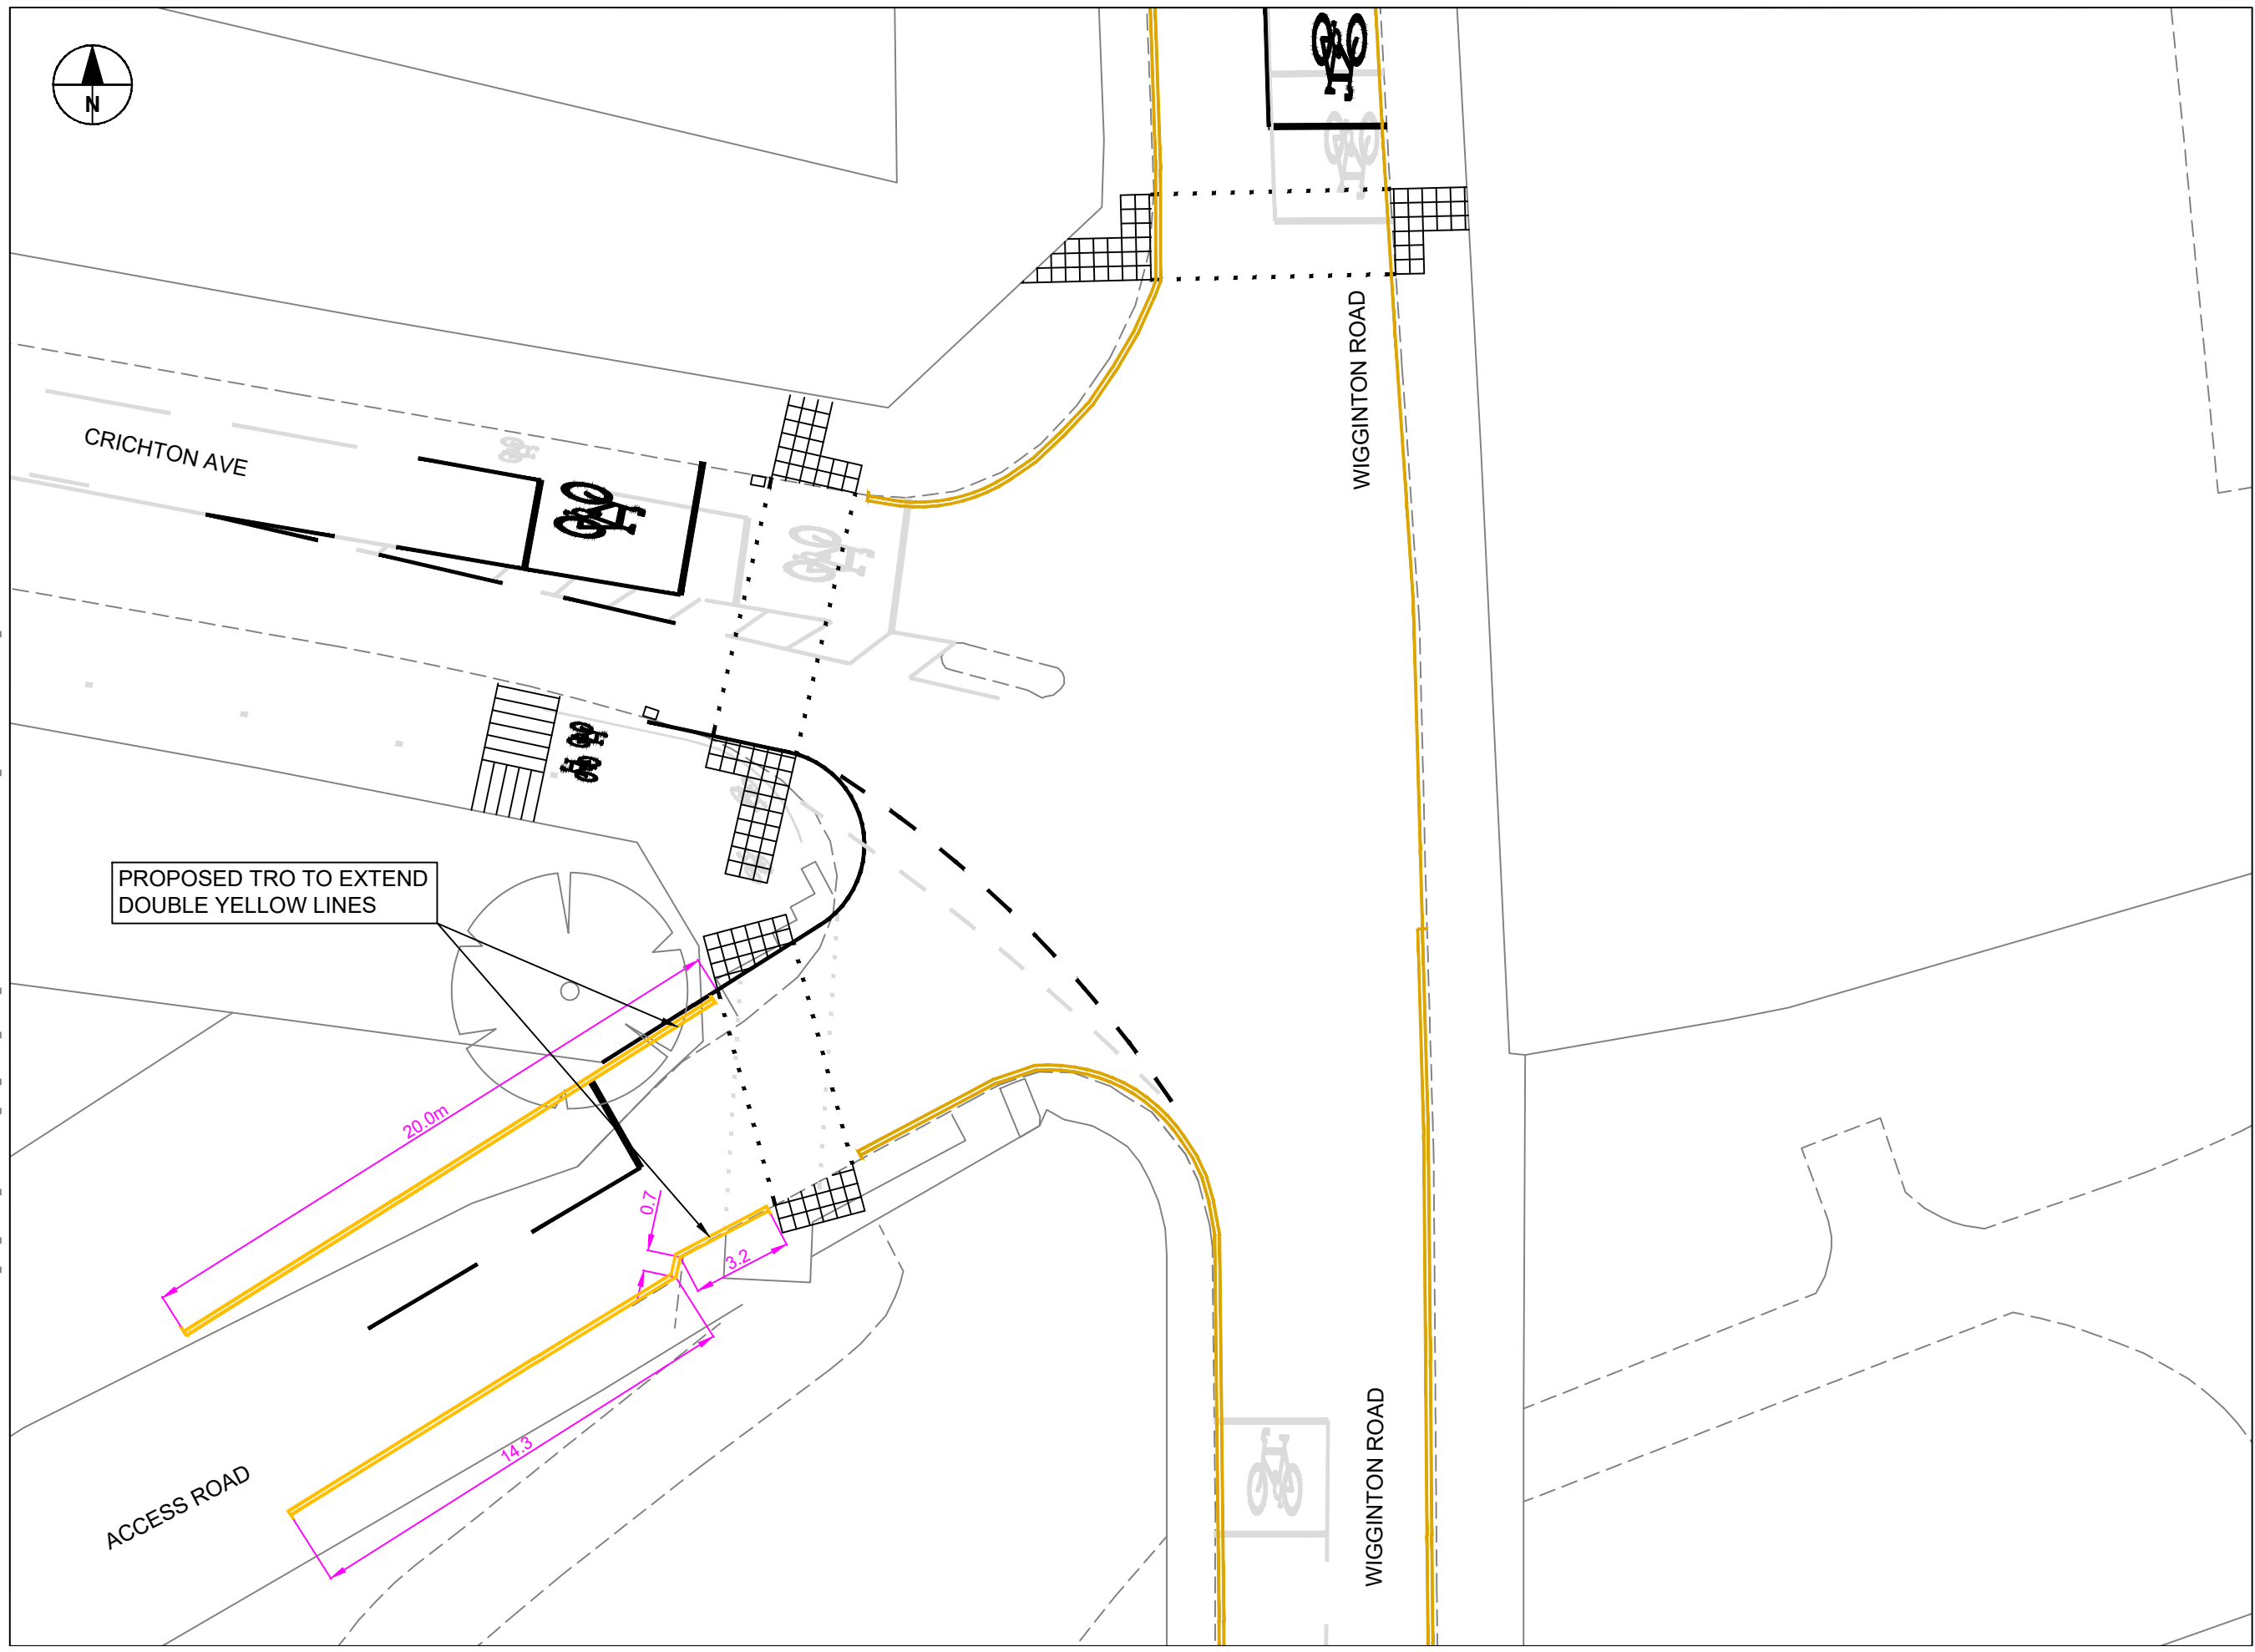 N
WIGGINTON ROAD
CRICHTON AVE
PROPOSED TRO TO EXTEND
DOUBLE YELLOW LINES
20.0m
0.7
3.2
14.3
ACCESS ROAD
WIGGINTON ROAD